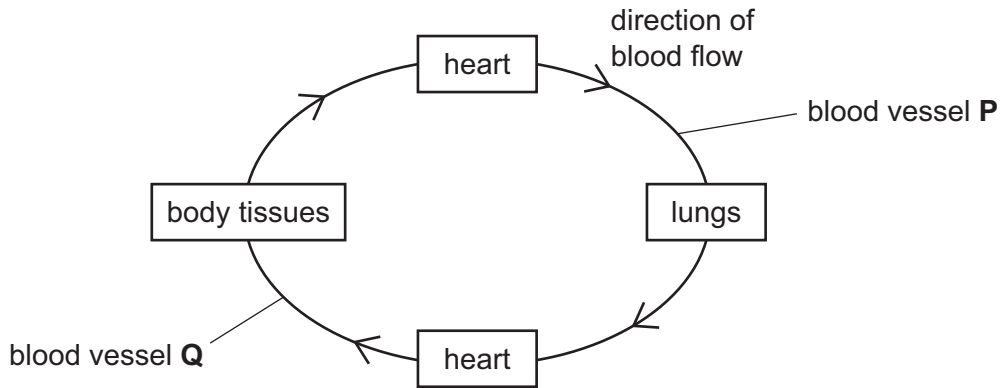 direction of
blood flow
heart
blood vessel P
body tissues
lungs
blood vessel Q
heart